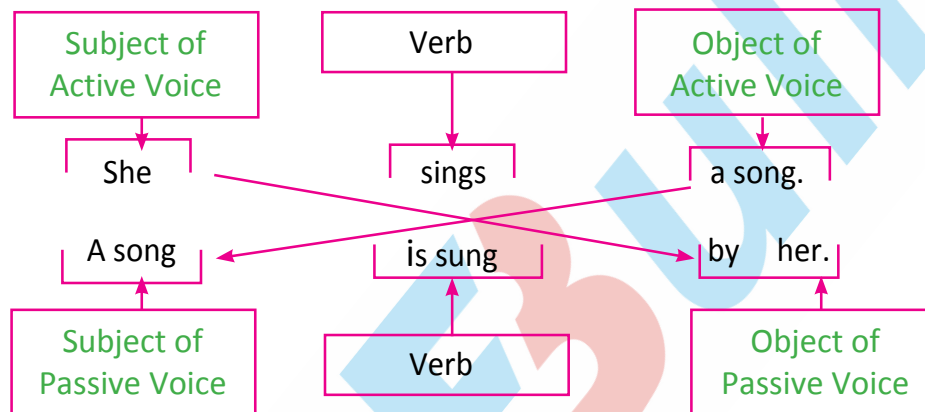 Subject of
Active Voice
Verb
Object of
Active Voice
She sings a song.
A song is sung by her.
Subject of
Passive Voice
Verb
Object of
Passive Voice